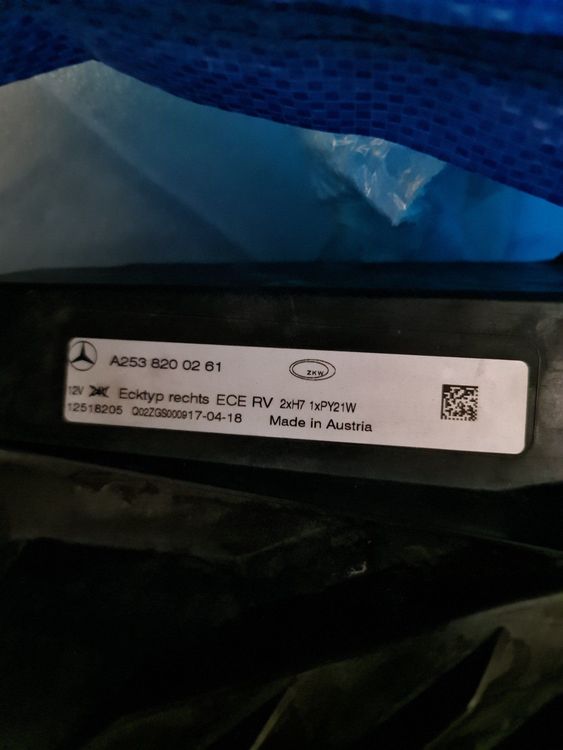 A253 820 02 61
ZKW
12V 24V Ecktyp rechts ECE RV 2xH7 1xPY21W
12518205 Q02ZGS000917-04-18 Made in Austria